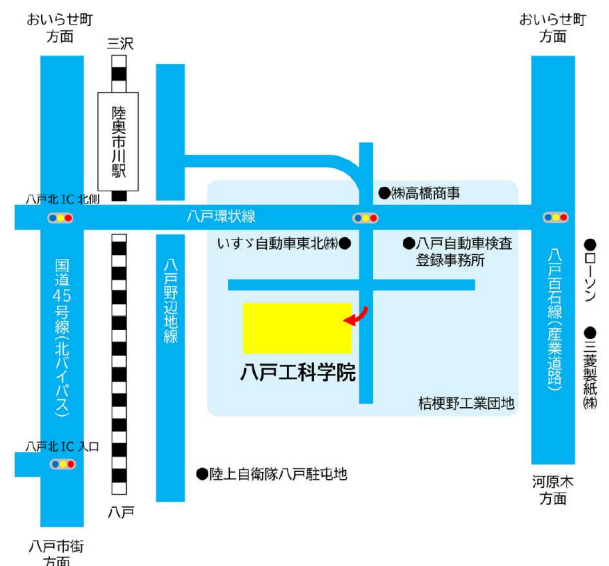 おいらせ町
方面
三沢
おいらせ町
方面
陸奥市川駅
八戸北 IC 北側
●㈱高橋商事
八戸環状線
いすゞ自動車東北㈱●
●八戸自動車検査
登録事務所
国道45号線(北バイパス)
八戸野辺地線
八戸百石線(産業道路)
●ローソン
●三菱製紙㈱
八戸工科学院
桔梗野工業団地
八戸北 IC 入口
●陸上自衛隊八戸駐屯地
八戸
河原木
方面
八戸市街
方面